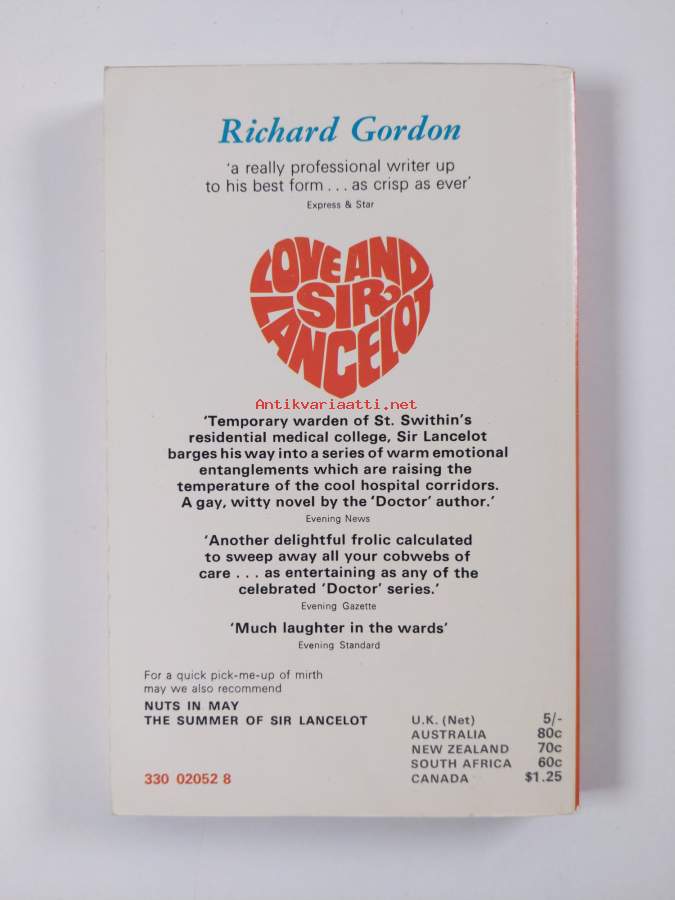 Richard Gordon
'a really professional writer up
to his best form . . . as crisp as ever'
Express & Star
LOVE AND
SIR
LANCELOT
Antikvariaatti.net
'Temporary warden of St. Swithin's
residential medical college, Sir Lancelot
barges his way into a series of warm emotional
entanglements which are raising the
temperature of the cool hospital corridors.
A gay, witty novel by the 'Doctor' author.'
Evening News
'Another delightful frolic calculated
to sweep away all your cobwebs of
care . . . as entertaining as any of the
celebrated 'Doctor' series.'
Evening Gazette
'Much laughter in the wards'
Evening Standard
For a quick pick-me-up of mirth
may we also recommend
NUTS IN MAY
THE SUMMER OF SIR LANCELOT
U.K. (Net) 5/-
AUSTRALIA 80c
NEW ZEALAND 70c
SOUTH AFRICA 60c
CANADA $1.25
330 02052 8